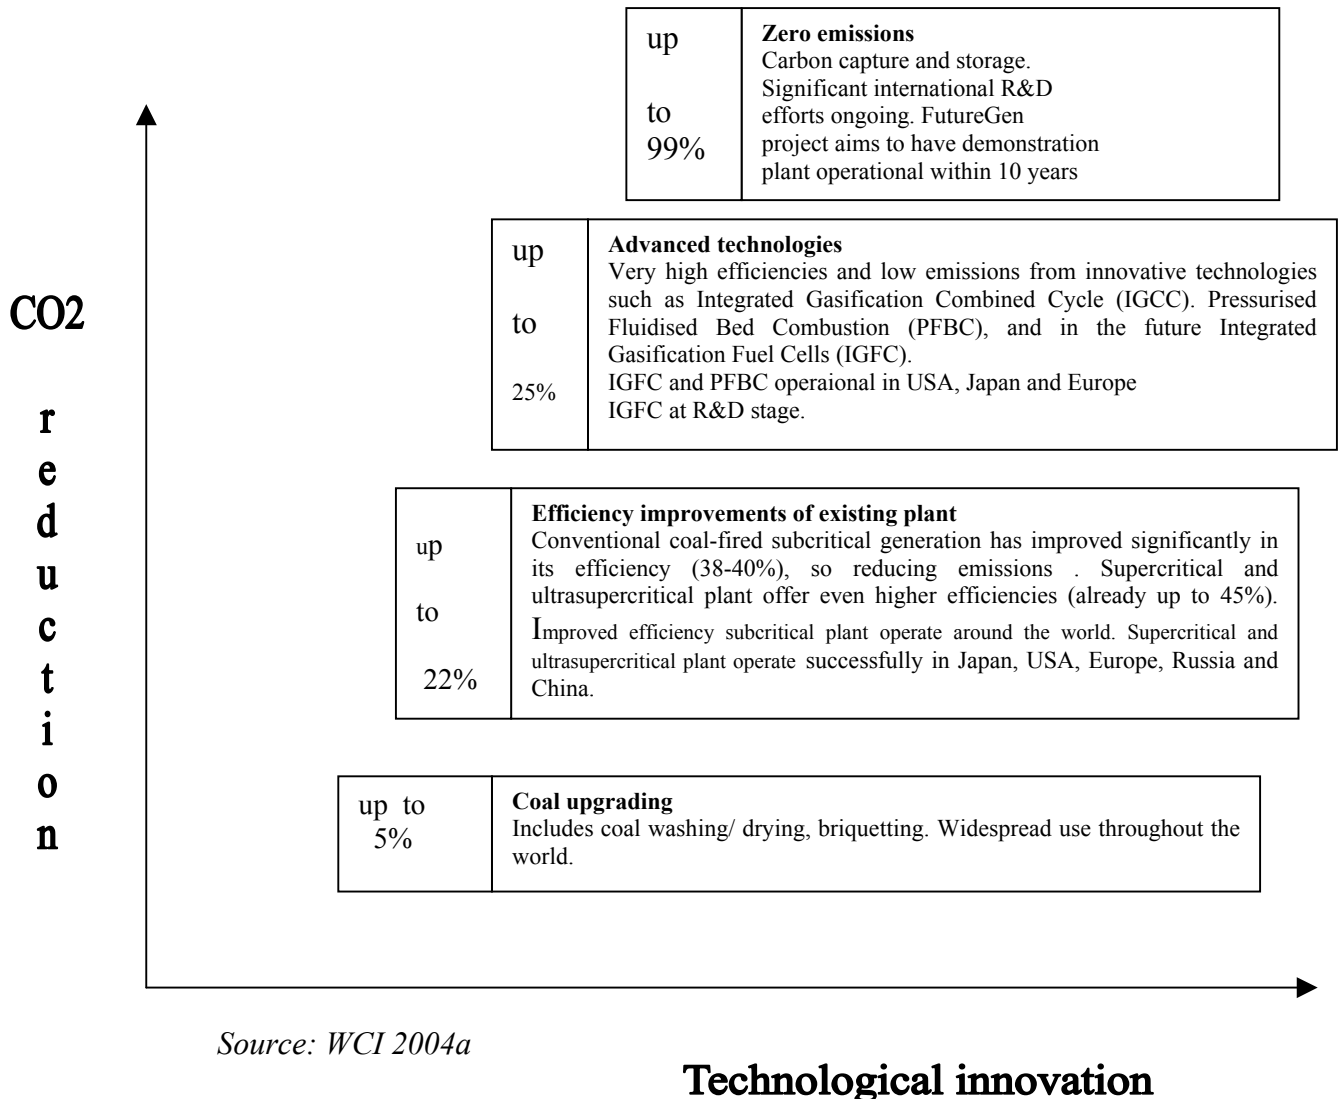 up
to
99%
Zero emissions
Carbon capture and storage.
Significant international R&D
efforts ongoing. FutureGen
project aims to have demonstration
plant operational within 10 years
up
to
25%
Advanced technologies
Very high efficiencies and low emissions from innovative technologies
such as Integrated Gasification Combined Cycle (IGCC). Pressurised
Fluidised Bed Combustion (PFBC), and in the future Integrated
Gasification Fuel Cells (IGFC).
IGFC and PFBC operaional in USA, Japan and Europe
IGFC at R&D stage.
CO2
r
e
d
u
c
t
i
o
n
up
to
22%
Efficiency improvements of existing plant
Conventional coal-fired subcritical generation has improved significantly in
its efficiency (38-40%), so reducing emissions . Supercritical and
ultrasupercritical plant offer even higher efficiencies (already up to 45%).
Improved efficiency subcritical plant operate around the world. Supercritical and
ultrasupercritical plant operate successfully in Japan, USA, Europe, Russia and
China.
up to
5%
Coal upgrading
Includes coal washing/ drying, briquetting. Widespread use throughout the
world.
Source: WCI 2004a
Technological innovation